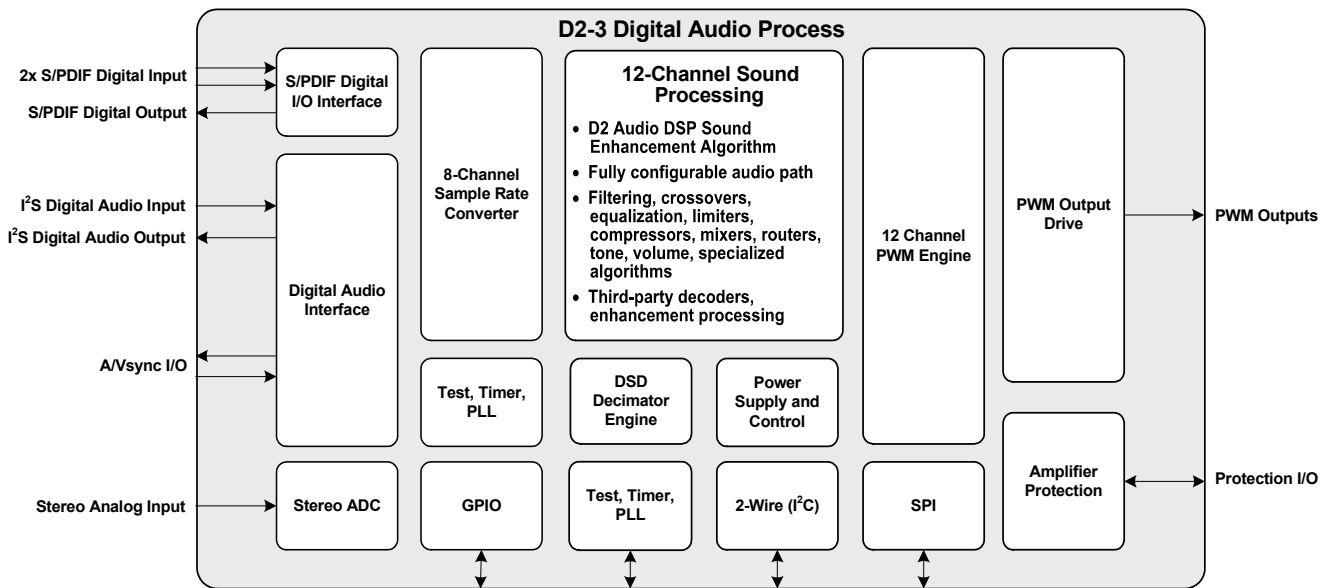 D2-3 Digital Audio Process
2x S/PDIF Digital Input
S/PDIF Digital Output
S/PDIF Digital
I/O Interface
I²S Digital Audio Input
I²S Digital Audio Output
A/Vsync I/O
Digital Audio
Interface
Stereo Analog Input
Stereo ADC
8-Channel
Sample Rate
Converter
12-Channel Sound
Processing
• D2 Audio DSP Sound
Enhancement Algorithm
• Fully configurable audio path
• Filtering, crossovers,
equalization, limiters,
compressors, mixers, routers,
tone, volume, specialized
algorithms
• Third-party decoders,
enhancement processing
12 Channel
PWM Engine
PWM Output
Drive
PWM Outputs
Test, Timer,
PLL
DSD
Decimator
Engine
Power
Supply and
Control
GPIO
Test, Timer,
PLL
2-Wire (I²C)
SPI
Amplifier
Protection
Protection I/O